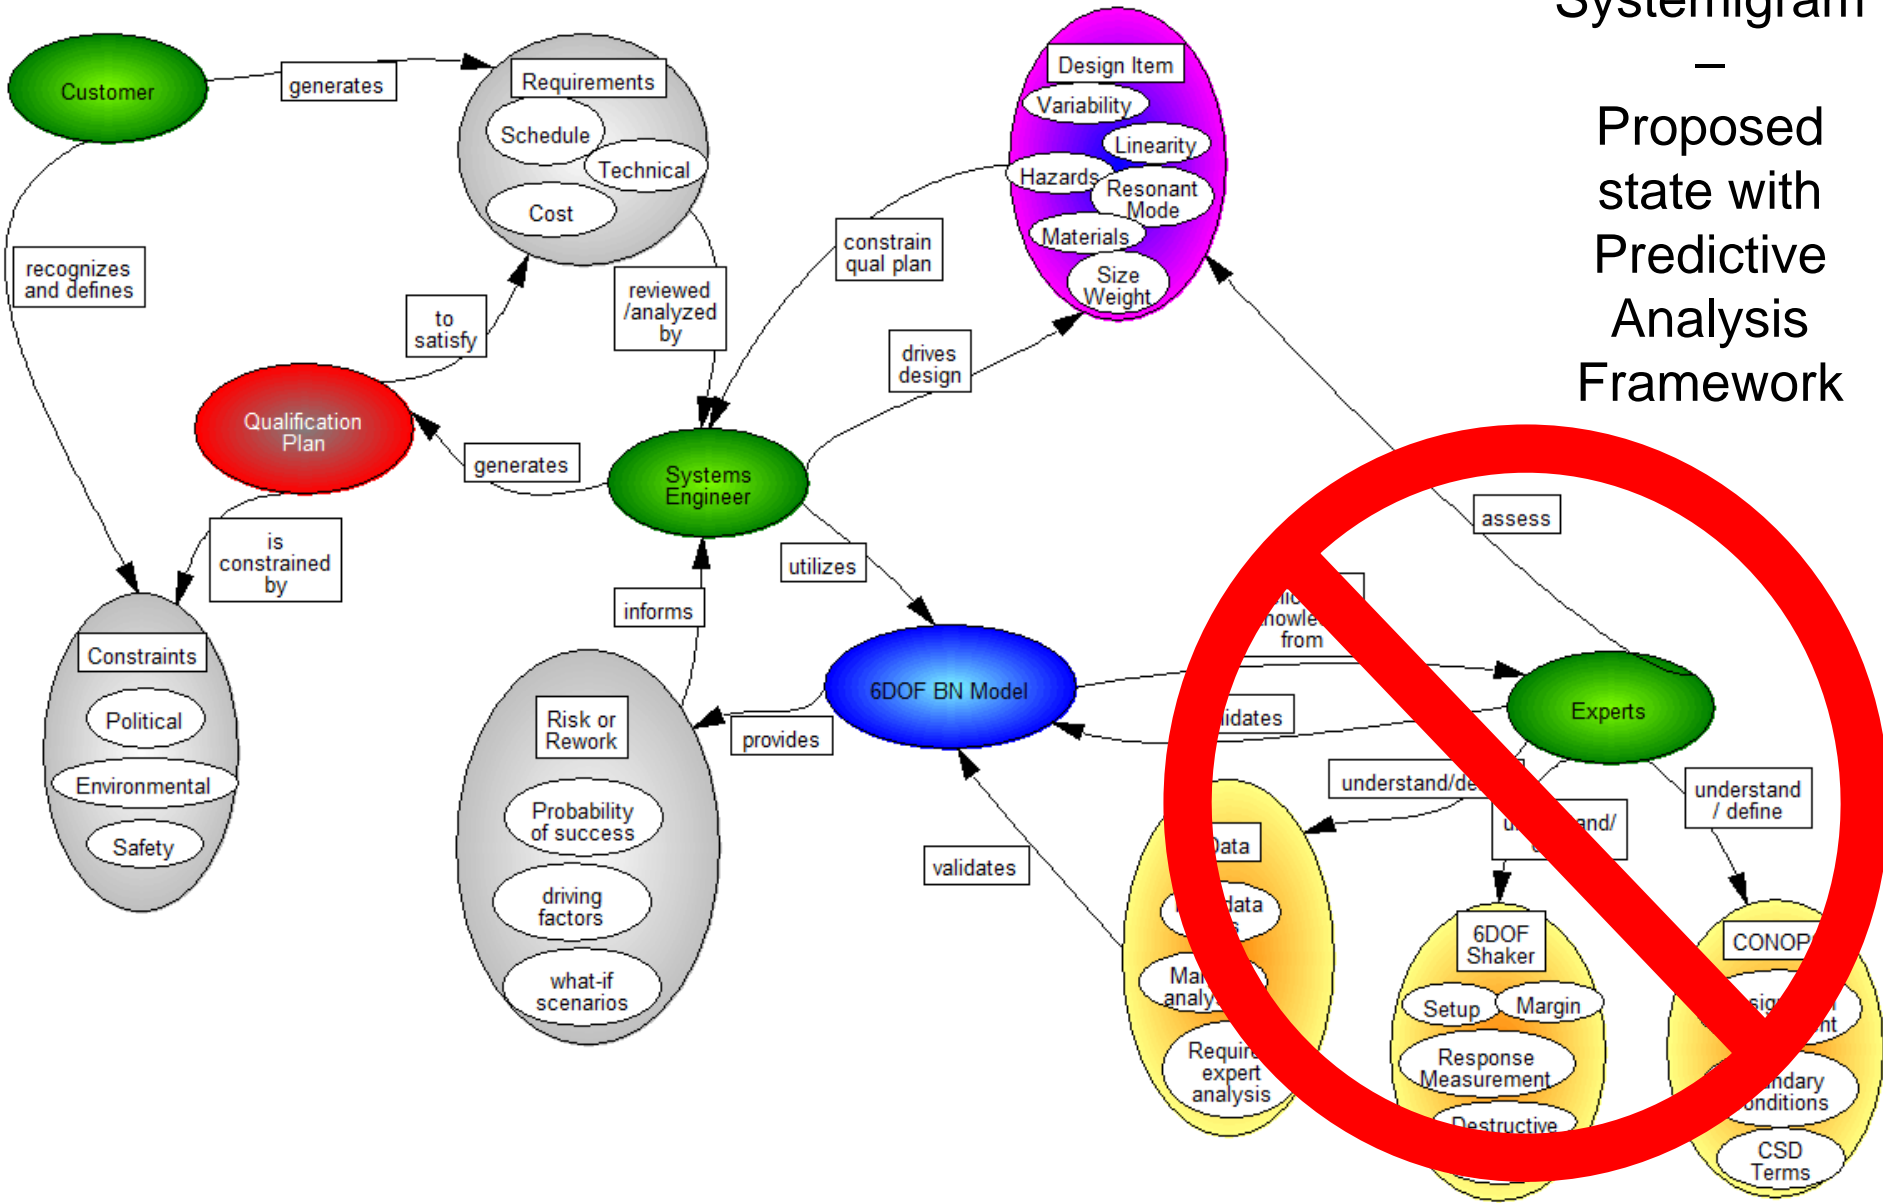 Systemigram
–
Proposed
state with
Predictive
Analysis
Framework
Customer
generates
Requirements
Schedule
Technical
Cost
Design Item
Variability
Linearity
Hazards
Resonant
Mode
Materials
Size
Weight
recognizes
and defines
to
satisfy
reviewed
/analyzed
by
constrain
qual plan
drives
design
Qualification
Plan
generates
Systems
Engineer
is
constrained
by
utilizes
informs
assess
Constraints
Political
Environmental
Safety
Risk or
Rework
Probability
of success
driving
factors
what-if
scenarios
provides
6DOF BN Model
from
Experts
validates
understand
/ define
Data
data
expert
analysis
6DOF
Shaker
Setup
Margin
Response
Measurement
Destructive
CONOP
CSD
Terms